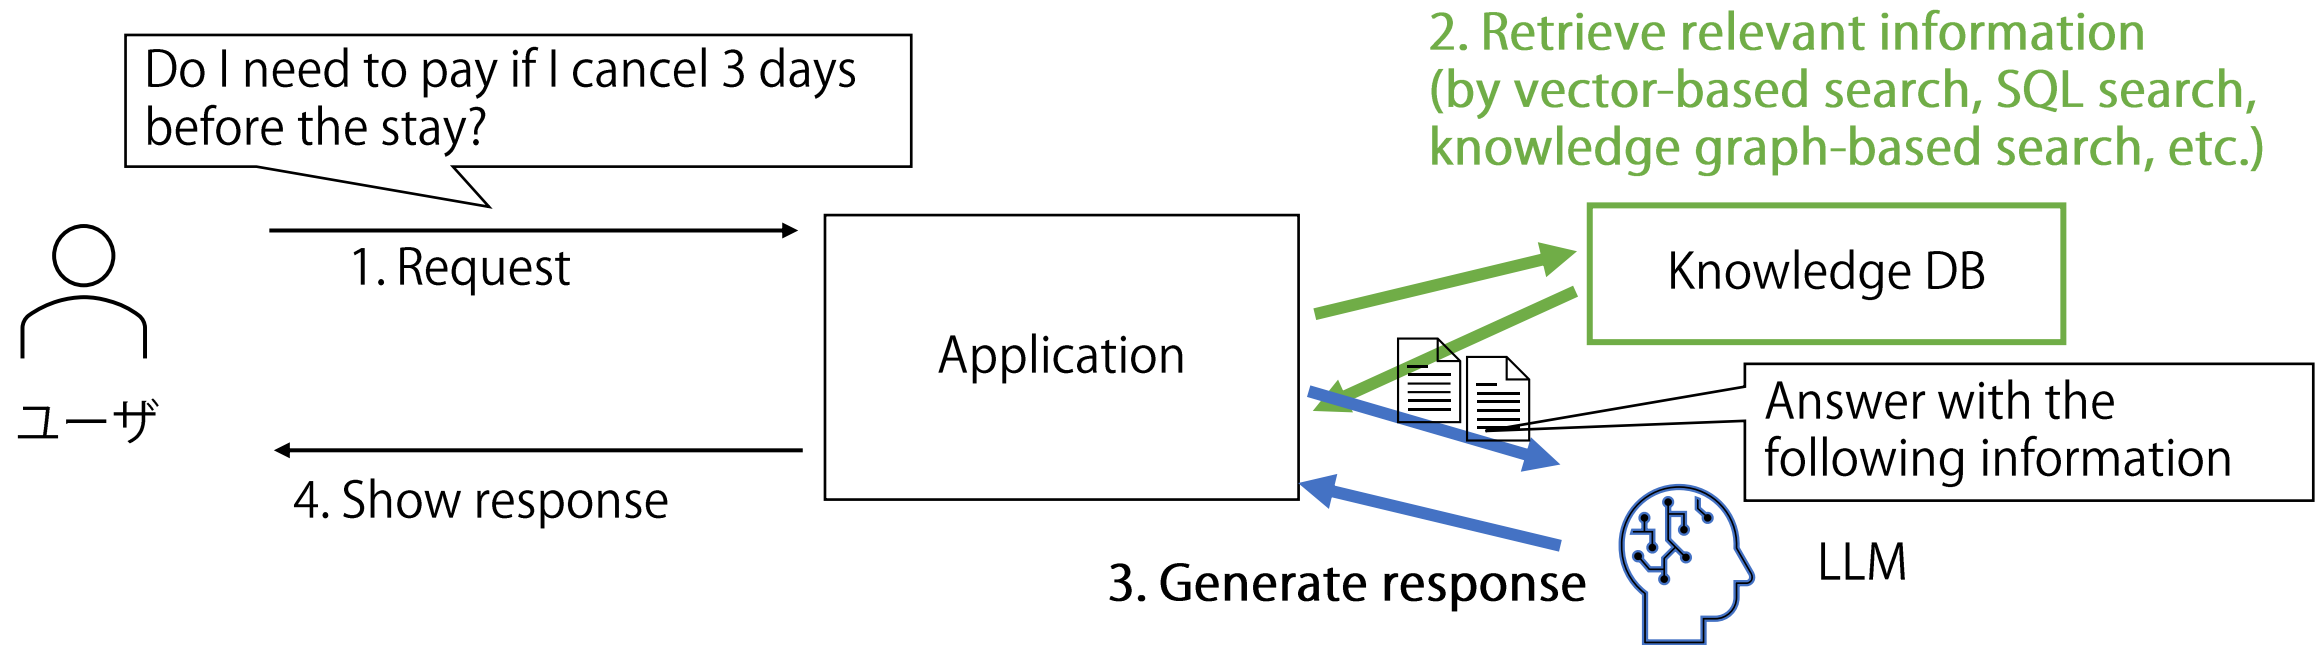 Do I need to pay if I cancel 3 days
before the stay?
2. Retrieve relevant information
(by vector-based search, SQL search,
knowledge graph-based search, etc.)
1. Request
Knowledge DB
Application
ユーザ
Answer with the
following information
4. Show response
3. Generate response
LLM